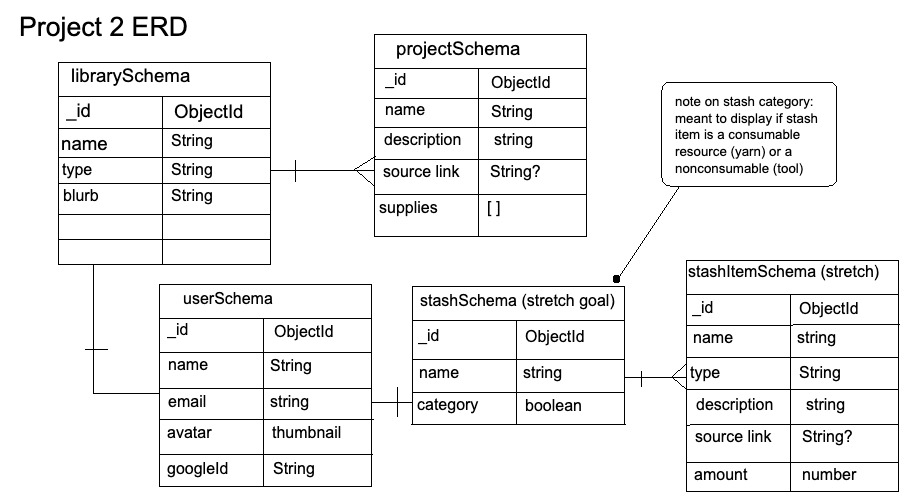 Project 2 ERD
librarySchema
_id ObjectId
name String
type String
blurb String
projectSchema
_id ObjectId
name String
description string
source link String?
supplies [ ]
note on stash category:
meant to display if stash
item is a consumable
resource (yarn) or a
nonconsumable (tool)
userSchema
_id ObjectId
name String
email string
avatar thumbnail
googleId String
stashSchema (stretch goal)
_id ObjectId
name string
category boolean
stashItemSchema (stretch)
_id ObjectId
name string
type String
description string
source link String?
amount number